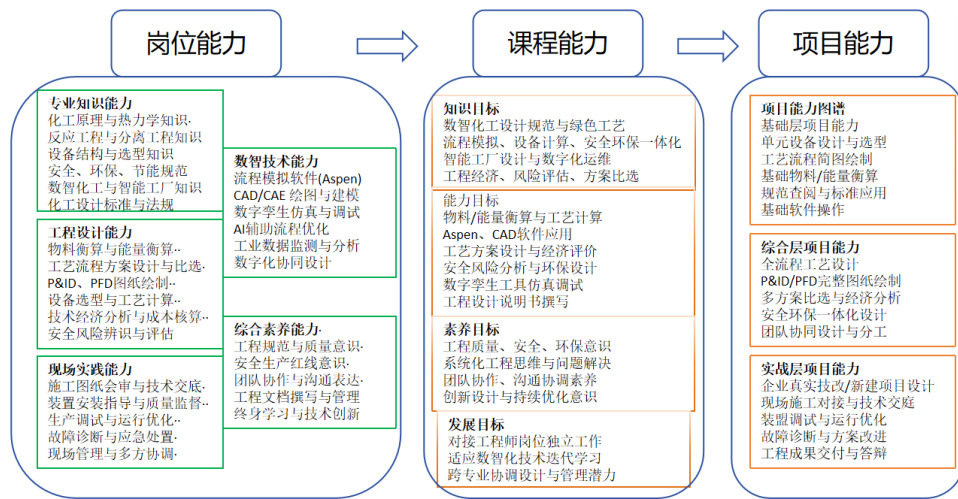 岗位能力
专业知识能力
化工原理与热力学知识·
反应工程与分离工程知识
设备结构与选型知识
安全、环保、节能规范
数智化工与智能工厂知识
化工设计标准与法规
工程设计能力
物料衡算与能量衡算··
工艺流程方案设计与比选·
P&ID、PFD图纸绘制··
设备选型与工艺计算··
技术经济分析与成本核算··
安全风险辨识与评估
现场实践能力
施工图纸会审与技术交底·
装置安装指导与质量监督··
生产调试与运行优化··
故障诊断与应急处置··
现场管理与多方协调·
数智技术能力
流程模拟软件(Aspen)
CAD/CAE 绘图与建模
数字孪生仿真与调试
AI辅助流程优化
工业数据监测与分析
数字化协同设计
综合素养能力·
工程规范与质量意识·
安全生产红线意识·
团队协作与沟通表达·
工程文档撰写与管理
终身学习与技术创新
课程能力
知识目标
数智化工设计规范与绿色工艺
流程模拟、设备计算、安全环保一体化
智能工厂设计与数字化运维
工程经济、风险评估、方案比选
能力目标
物料/能量衡算与工艺计算
Aspen、CAD软件应用
工艺方案设计与经济评价
安全风险分析与环保设计
数字孪生工具仿真调试
工程设计说明书撰写
素养目标
工程质量、安全、环保意识
系统化工程思维与问题解决
团队协作、沟通协调素养
创新设计与持续优化意识
发展目标
对接工程师岗位独立工作
适应数智化技术迭代学习
跨专业协调设计与管理潜力
项目能力
项目能力图谱
基础层项目能力
单元设备设计与选型
工艺流程简图绘制
基础物料/能量衡算
规范查阅与标准应用
基础软件操作
综合层项目能力
全流程工艺设计
P&ID/PFD完整图纸绘制
多方案比选与经济分析
安全环保一体化设计
团队协同设计与分工
实战层项目能力
企业真实技改/新建项目设计
现场施工对接与技术交庭
装盟调试与运行优化
故障诊断与方案改进
工程成果交付与答辩